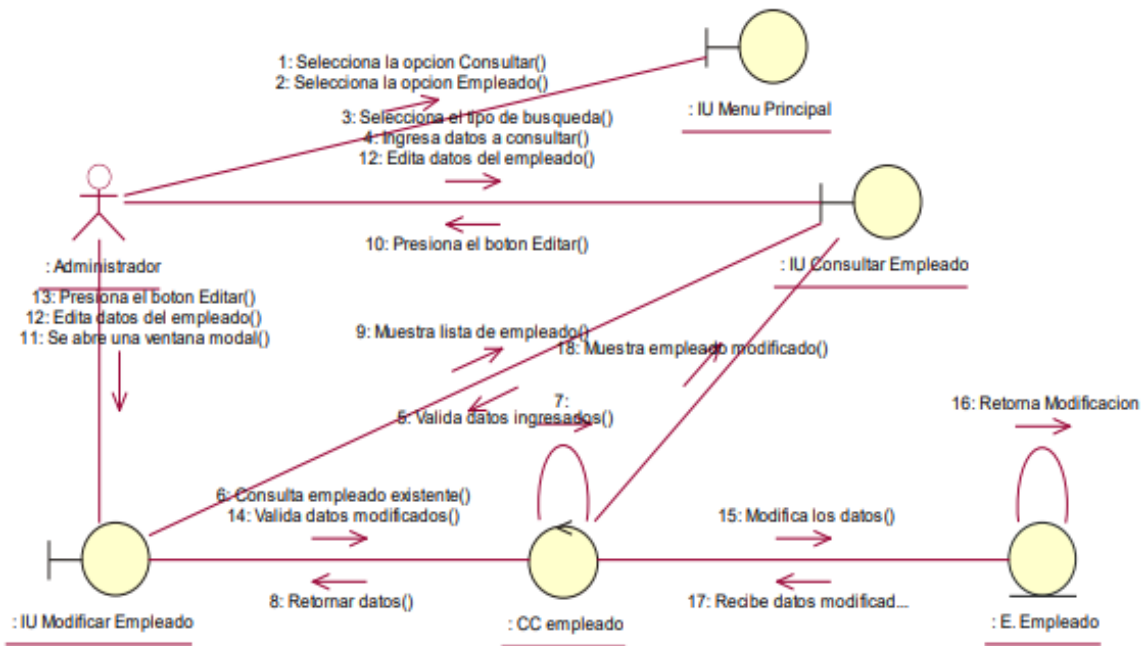 1: Selecciona la opcion Consultar()
2: Selecciona la opcion Empleado()
: IU Menu Principal
3: Selecciona el tipo de busqueda()
4: Ingresa datos a consultar()
12: Edita datos del empleado()
10: Presiona el boton Editar()
: Administrador
: IU Consultar Empleado
13: Presiona el boton Editar()
12: Edita datos del empleado()
11: Se abre una ventana modal()
9: Muestra lista de empleado()
18: Muestra empleado modificado()
7:
5: Valida datos ingresados()
16: Retorna Modificacion
6: Consulta empleado existente()
14: Valida datos modificados()
15: Modifica los datos()
8: Retornar datos()
17: Recibe datos modificad...
: IU Modificar Empleado
: CC empleado
: E. Empleado